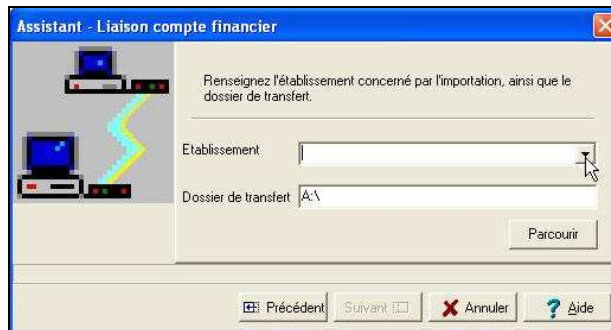 Assistant - Liaison compte financier
Renseignez l'établissement concerné par l'importation, ainsi que le
dossier de transfert.
Etablissement
Dossier de transfert A:\
Parcourir
Précédent Suivant Annuler Aide